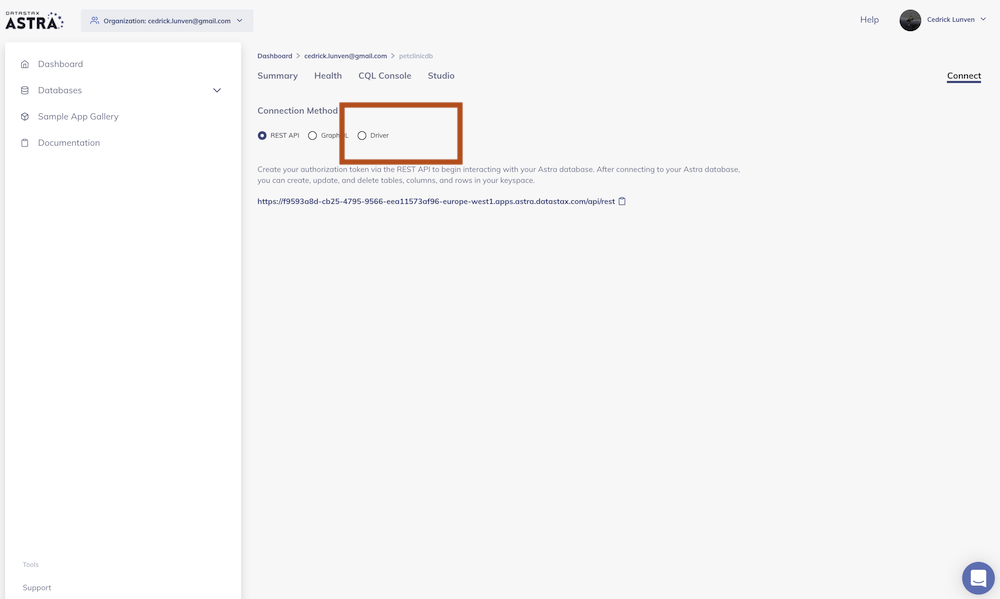 DATASTAX
ASTRA
Organization: cedrick.lunven@gmail.com
Help
Cedrick Lunven
Dashboard
Databases
Sample App Gallery
Documentation
Tools
Support
Dashboard > cedrick.lunven@gmail.com > petclinicdb
Summary Health CQL Console Studio Connect
Connection Method
REST API Graph L Driver
Create your authorization token via the REST API to begin interacting with your Astra database. After connecting to your Astra database,
you can create, update, and delete tables, columns, and rows in your keyspace.
https://f9593a8d-cb25-4795-9566-eea11573af96-europe-west1.apps.astra.datastax.com/api/rest